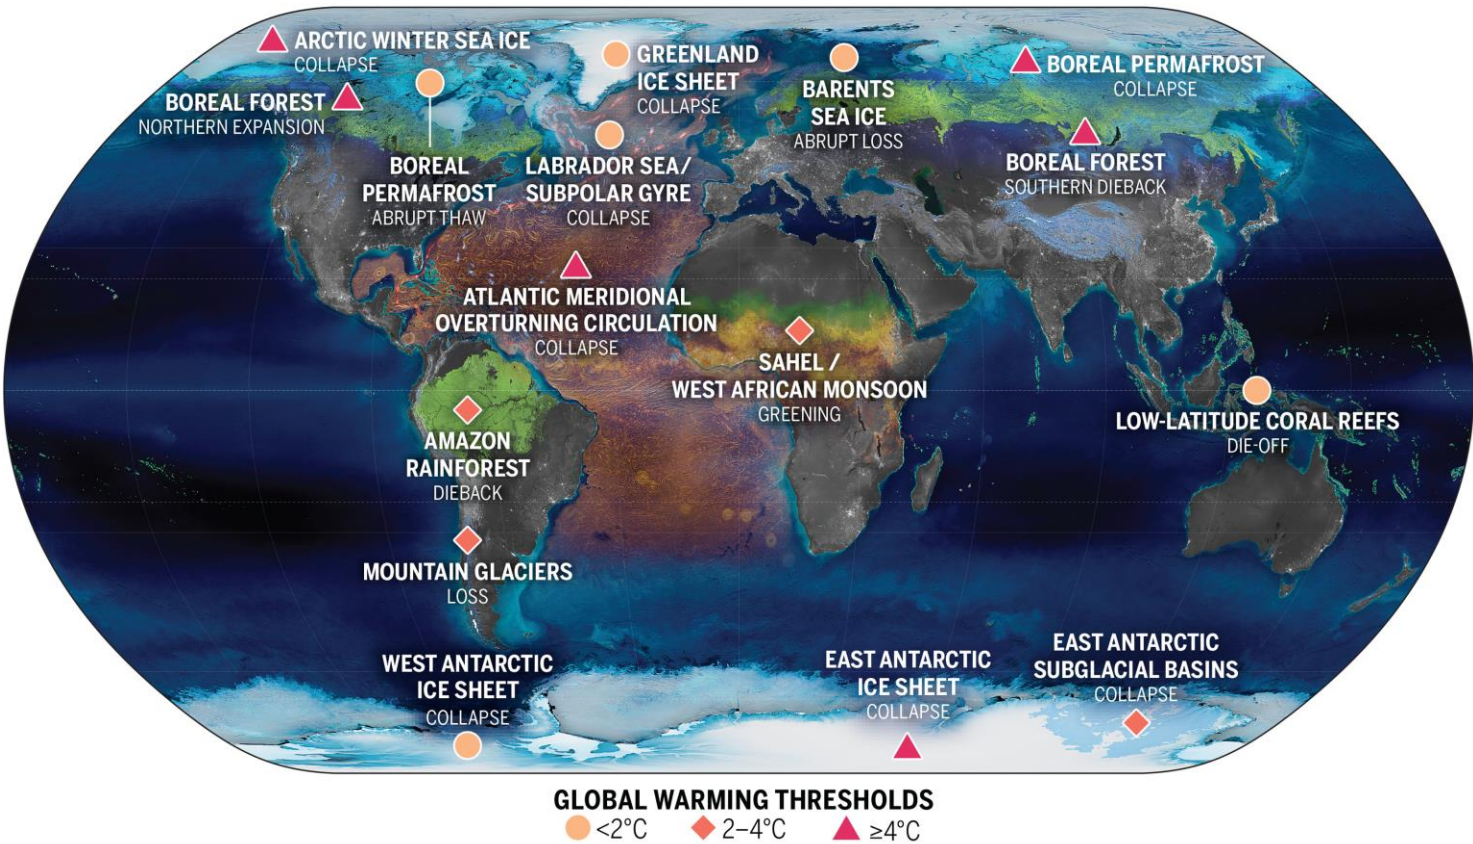 ARCTIC WINTER SEA ICE
COLLAPSE
BOREAL FOREST
NORTHERN EXPANSION
BOREAL
PERMAFROST
ABRUPT THAW
GREENLAND
ICE SHEET
COLLAPSE
LABRADOR SEA/
SUBPOLAR GYRE
COLLAPSE
BARENTS
SEA ICE
ABRUPT LOSS
BOREAL PERMAFROST
COLLAPSE
BOREAL FOREST
SOUTHERN DIEBACK
ATLANTIC MERIDIONAL
OVERTURNING CIRCULATION
COLLAPSE
SAHEL /
WEST AFRICAN MONSOON
GREENING
LOW-LATITUDE CORAL REEFS
DIE-OFF
AMAZON
RAINFOREST
DIEBACK
MOUNTAIN GLACIERS
LOSS
WEST ANTARCTIC
ICE SHEET
COLLAPSE
EAST ANTARCTIC
ICE SHEET
COLLAPSE
EAST ANTARCTIC
SUBGLACIAL BASINS
COLLAPSE
GLOBAL WARMING THRESHOLDS
<2°C 2–4°C ≥4°C